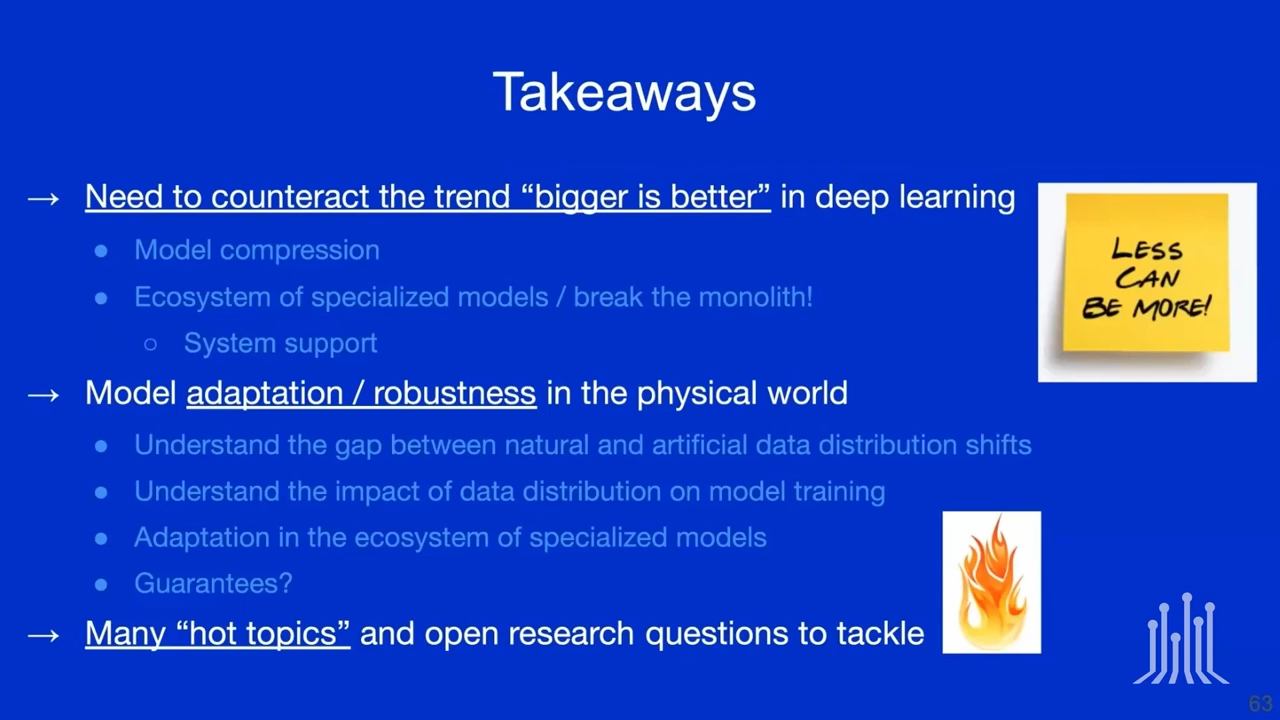 Takeaways
→ Need to counteract the trend “bigger is better” in deep learning
● Model compression
● Ecosystem of specialized models / break the monolith!
○ System support
LESS
CAN
BE MORE!
→ Model adaptation / robustness in the physical world
● Understand the gap between natural and artificial data distribution shifts
● Understand the impact of data distribution on model training
● Adaptation in the ecosystem of specialized models
● Guarantees?
→ Many “hot topics” and open research questions to tackle
63